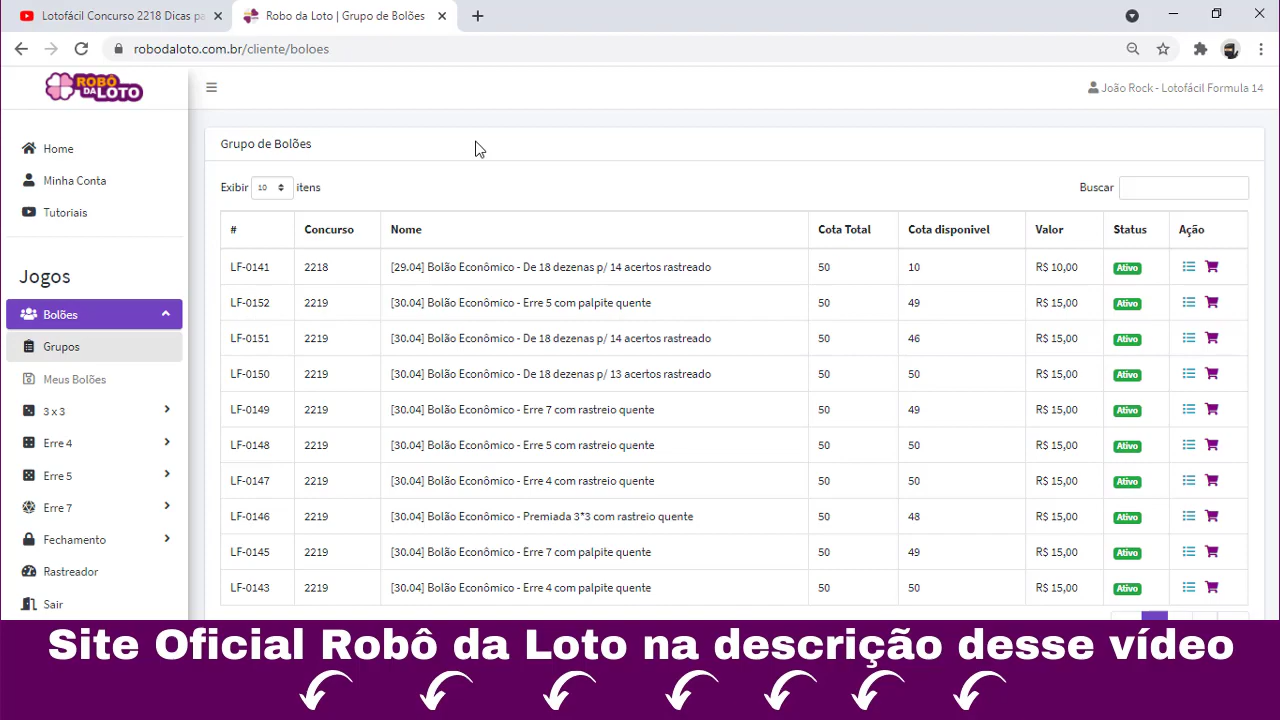 Lotofácil Concurso 2218 Dicas pa
Robo da Loto | Grupo de Bolões
robodaloto.com.br/cliente/boloes
ROBÔ
DA LOTO
João Rock - Lotofácil Formula 14
Home
Minha Conta
Tutoriais
Jogos
Bolões
Grupos
Meus Bolões
3 x 3
Erre 4
Erre 5
Erre 7
Fechamento
Rastreador
Sair
Grupo de Bolões
Exibir 10 itens
Buscar
# Concurso Nome Cota Total Cota disponivel Valor Status Ação
LF-0141 2218 [29.04] Bolão Econômico - De 18 dezenas p/ 14 acertos rastreado 50 10 R$ 10,00 Ativo
LF-0152 2219 [30.04] Bolão Econômico - Erre 5 com palpite quente 50 49 R$ 15,00 Ativo
LF-0151 2219 [30.04] Bolão Econômico - De 18 dezenas p/ 14 acertos rastreado 50 46 R$ 15,00 Ativo
LF-0150 2219 [30.04] Bolão Econômico - De 18 dezenas p/ 13 acertos rastreado 50 50 R$ 15,00 Ativo
LF-0149 2219 [30.04] Bolão Econômico - Erre 7 com rastreio quente 50 49 R$ 15,00 Ativo
LF-0148 2219 [30.04] Bolão Econômico - Erre 5 com rastreio quente 50 50 R$ 15,00 Ativo
LF-0147 2219 [30.04] Bolão Econômico - Erre 4 com rastreio quente 50 50 R$ 15,00 Ativo
LF-0146 2219 [30.04] Bolão Econômico - Premiada 3*3 com rastreio quente 50 48 R$ 15,00 Ativo
LF-0145 2219 [30.04] Bolão Econômico - Erre 7 com palpite quente 50 49 R$ 15,00 Ativo
LF-0143 2219 [30.04] Bolão Econômico - Erre 4 com palpite quente 50 50 R$ 15,00 Ativo
Site Oficial Robô da Loto na descrição desse vídeo